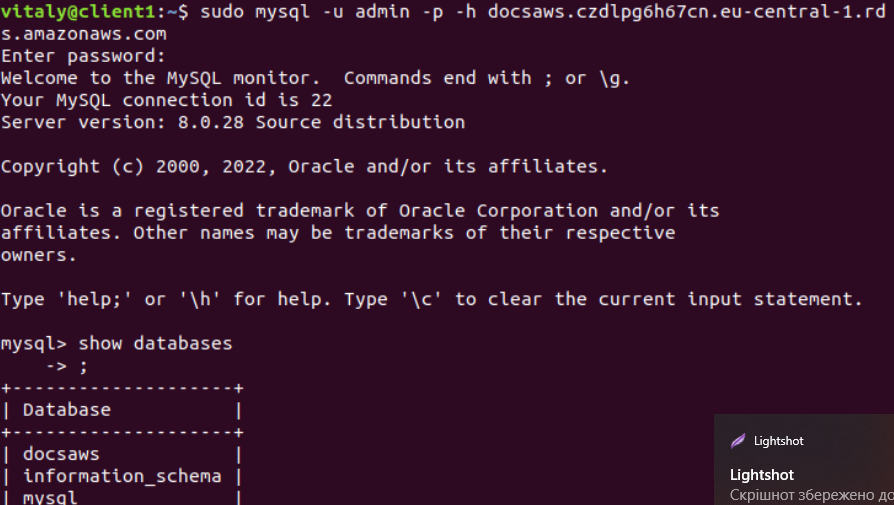 vitaly@client1:~$ sudo mysql -u admin -p -h docsaws.czdlpg6h67cn.eu-central-1.rd
s.amazonaws.com
Enter password:
Welcome to the MySQL monitor.  Commands end with ; or \g.
Your MySQL connection id is 22
Server version: 8.0.28 Source distribution

Copyright (c) 2000, 2022, Oracle and/or its affiliates.

Oracle is a registered trademark of Oracle Corporation and/or its
affiliates. Other names may be trademarks of their respective
owners.

Type 'help;' or '\h' for help. Type '\c' to clear the current input statement.

mysql> show databases
    -> ;
+--------------------+
| Database           |
+--------------------+
| docsaws            |
| information_schema |
| mysql              |
Lightshot
Lightshot
Скріншот збережено до